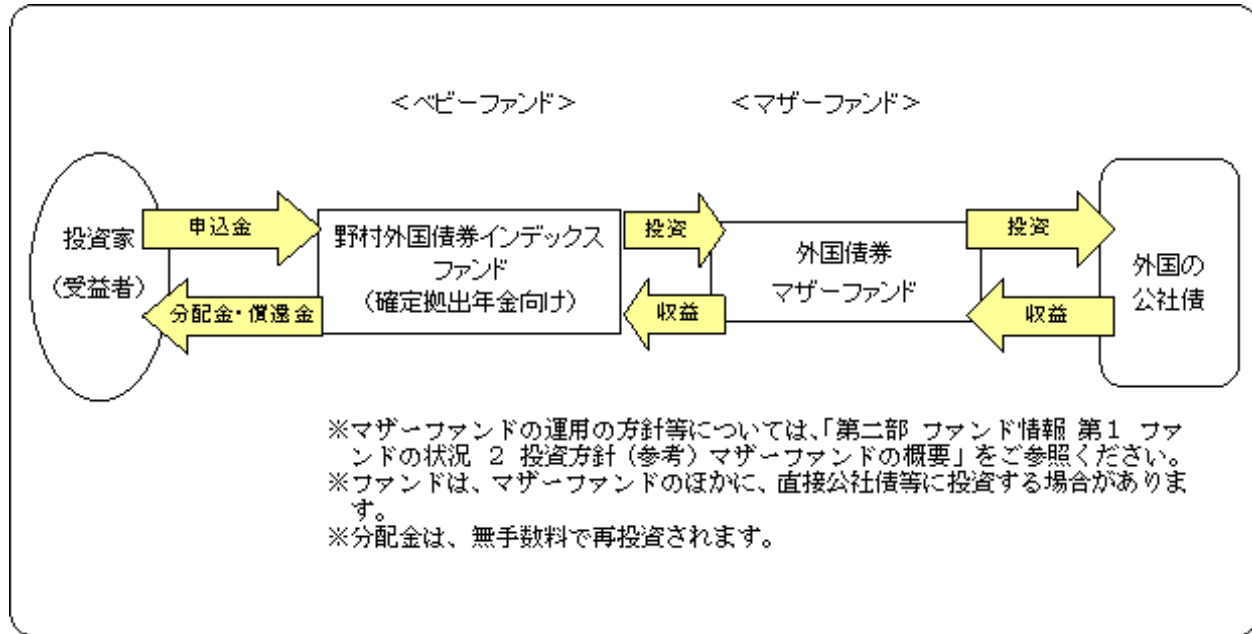 ＜ベビーファンド＞
＜マザーファンド＞
投資家
（受益者）
申込金
分配金・償還金
野村外国債券インデックス
ファンド
（確定拠出年金向け）
投資
収益
外国債券
マザーファンド
投資
収益
外国の
公社債
※マザーファンドの運用の方針等については、「第二部 ファンド情報 第１ ファ
ンドの状況 ２ 投資方針（参考）マザーファンドの概要」をご参照ください。
※ファンドは、マザーファンドのほかに、直接公社債等に投資する場合がありま
す。
※分配金は、無手数料で再投資されます。